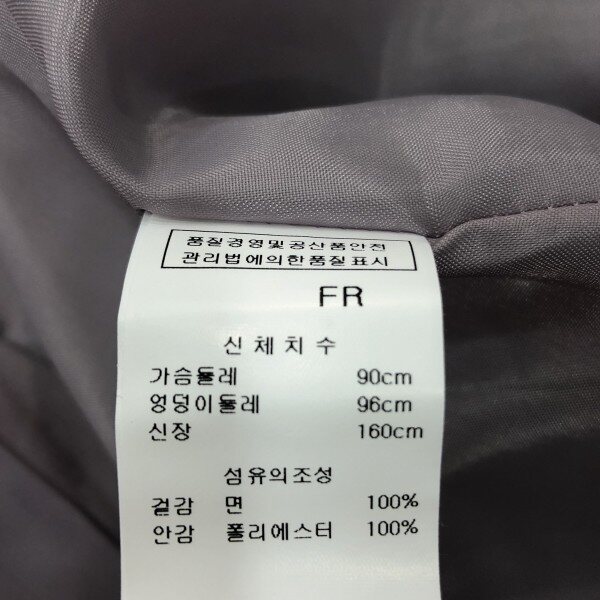 품질경영및공산품안전
관리법에의한품질표시
FR
신체치수
가슴둘레 90cm
엉덩이둘레 96cm
신장 160cm
섬유의조성
겉감 면 100%
안감 폴리에스터 100%